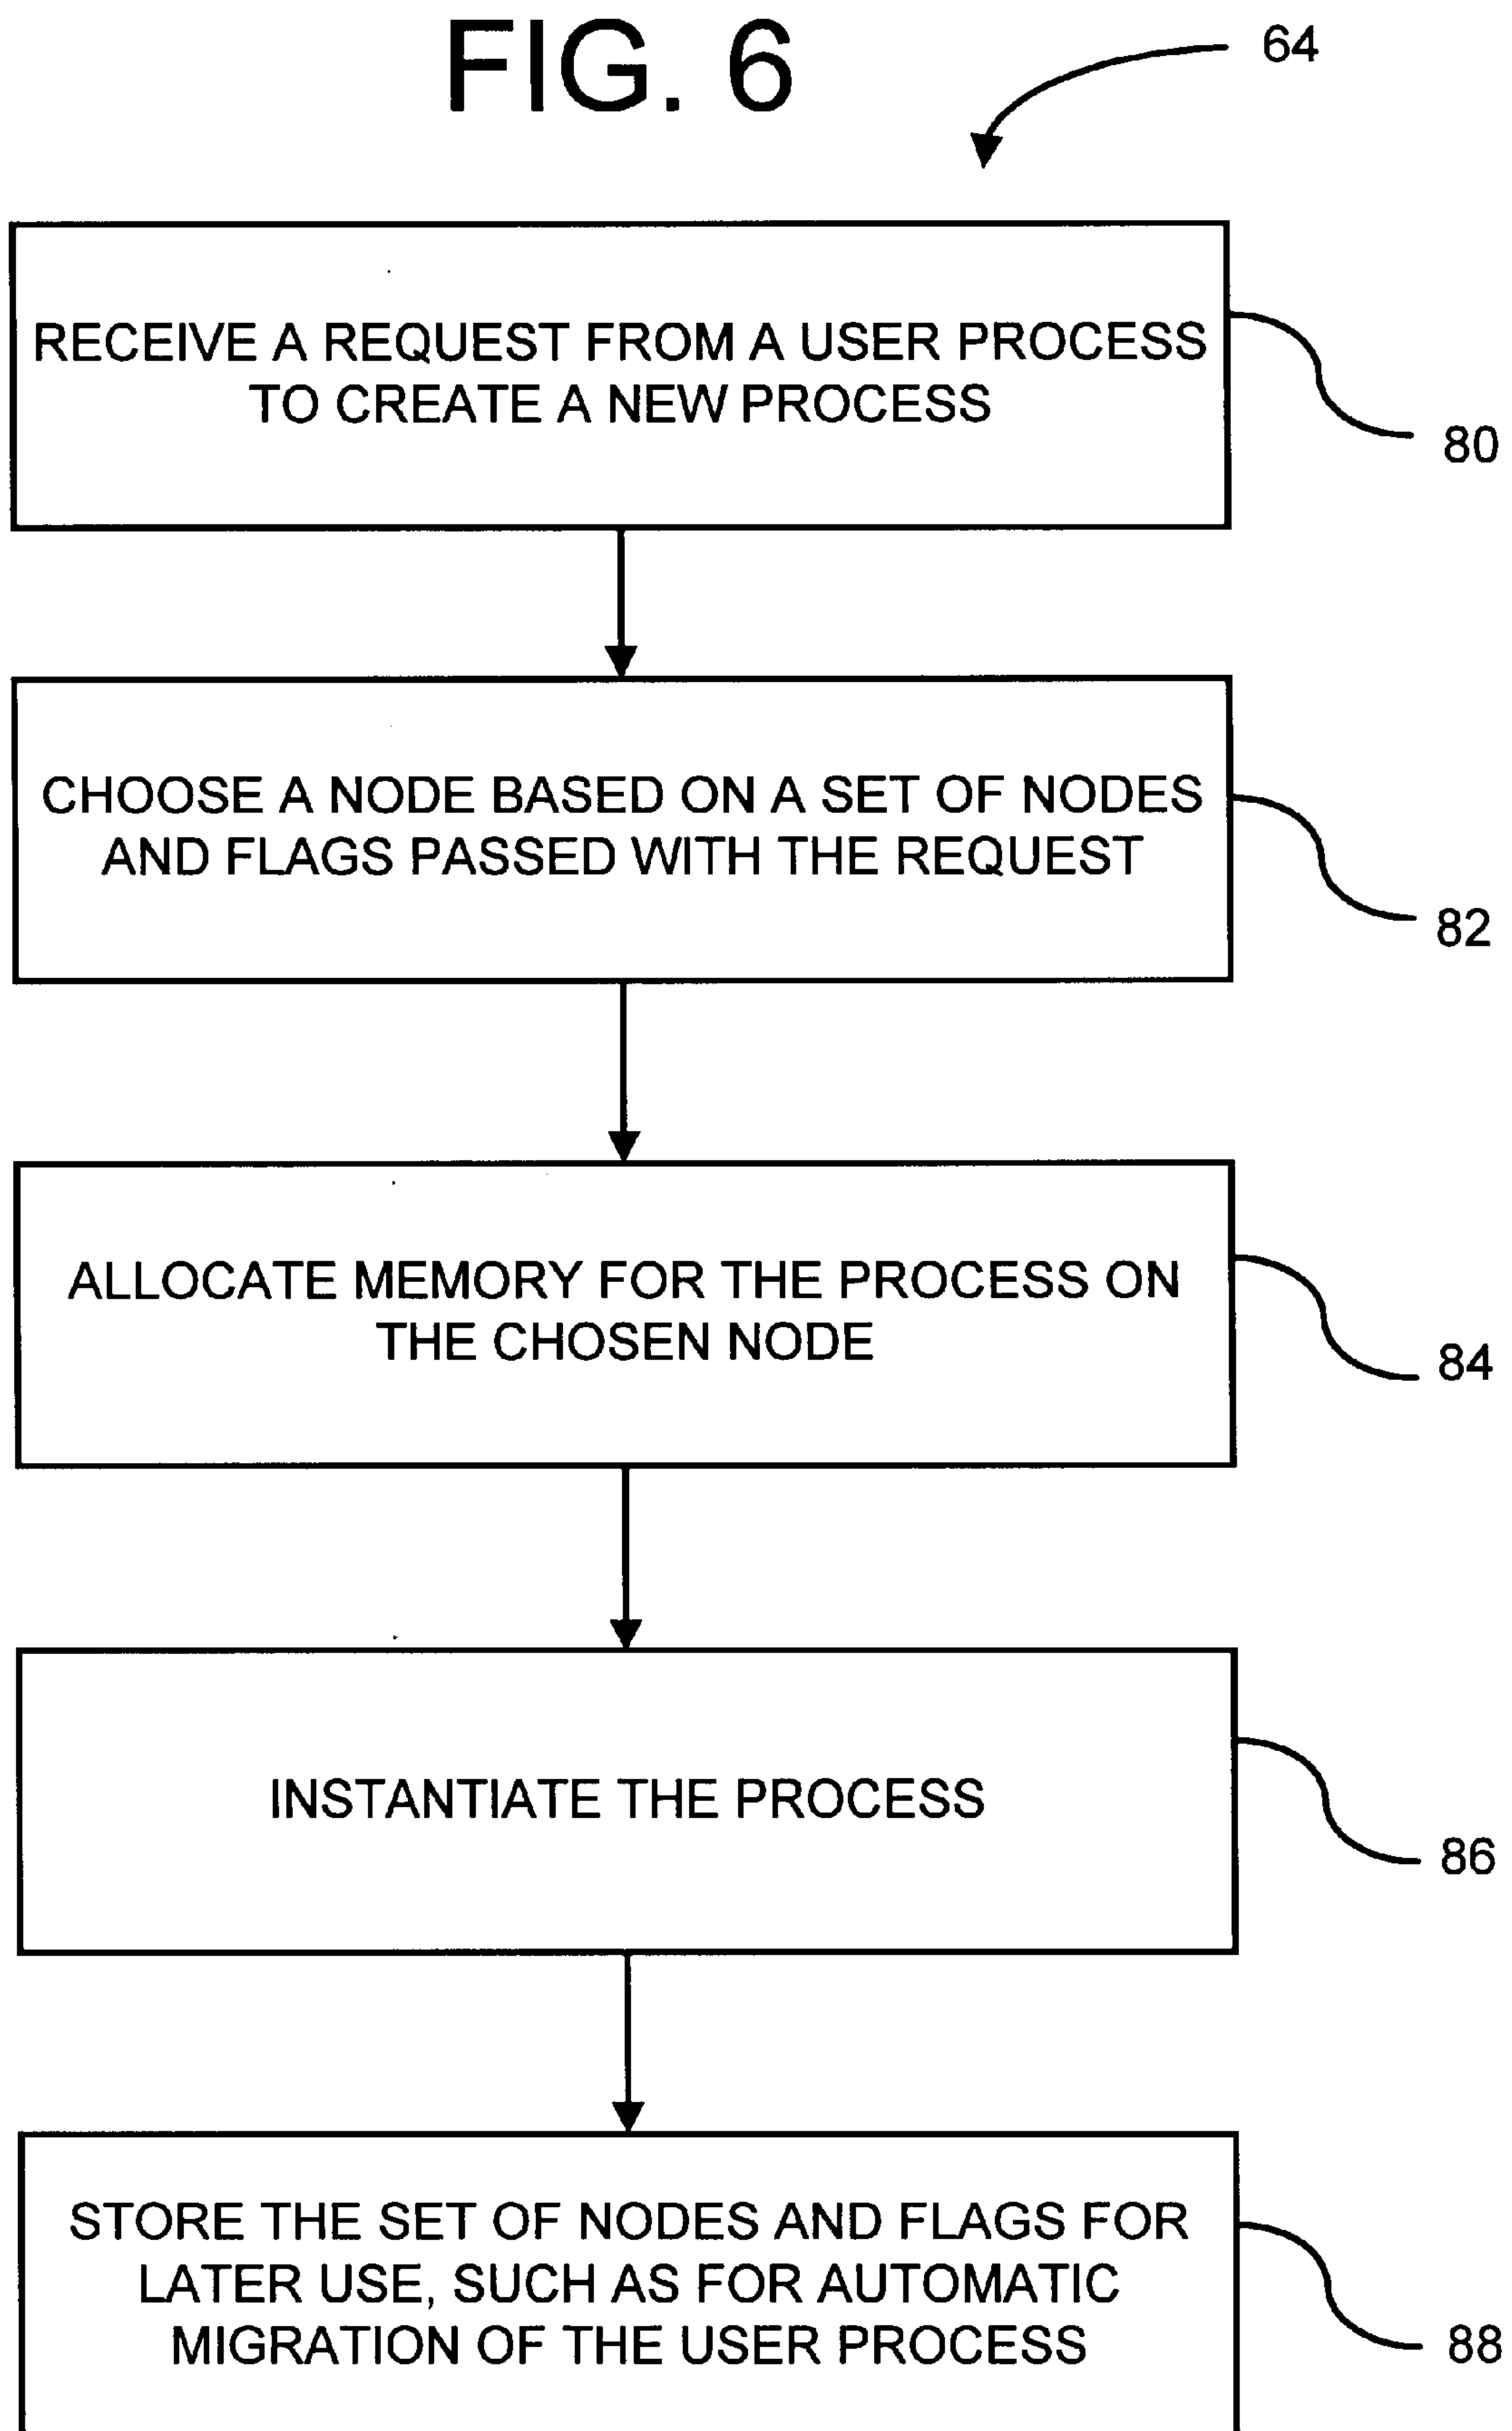 FIG. 6
64
RECEIVE A REQUEST FROM A USER PROCESS
TO CREATE A NEW PROCESS
80
CHOOSE A NODE BASED ON A SET OF NODES
AND FLAGS PASSED WITH THE REQUEST
82
ALLOCATE MEMORY FOR THE PROCESS ON
THE CHOSEN NODE
84
INSTANTIATE THE PROCESS
86
STORE THE SET OF NODES AND FLAGS FOR
LATER USE, SUCH AS FOR AUTOMATIC
MIGRATION OF THE USER PROCESS
88